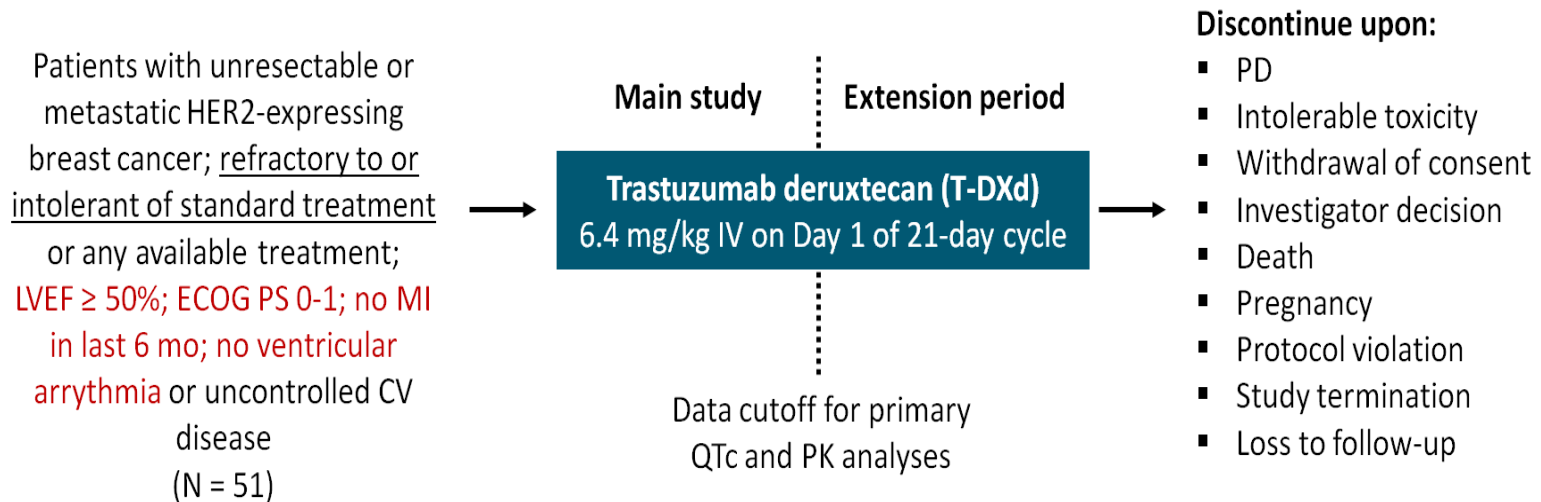 Patients with unresectable or
metastatic HER2-expressing
breast cancer; refractory to or
intolerant of standard treatment
or any available treatment;
LVEF ≥ 50%; ECOG PS 0-1; no MI
in last 6 mo; no ventricular
arrythmia or uncontrolled CV
disease
(N = 51)
Main study
Extension period
Trastuzumab deruxtecan (T-DXd)
6.4 mg/kg IV on Day 1 of 21-day cycle
Data cutoff for primary
QTc and PK analyses
Discontinue upon:
▪ PD
▪ Intolerable toxicity
▪ Withdrawal of consent
▪ Investigator decision
▪ Death
▪ Pregnancy
▪ Protocol violation
▪ Study termination
▪ Loss to follow-up